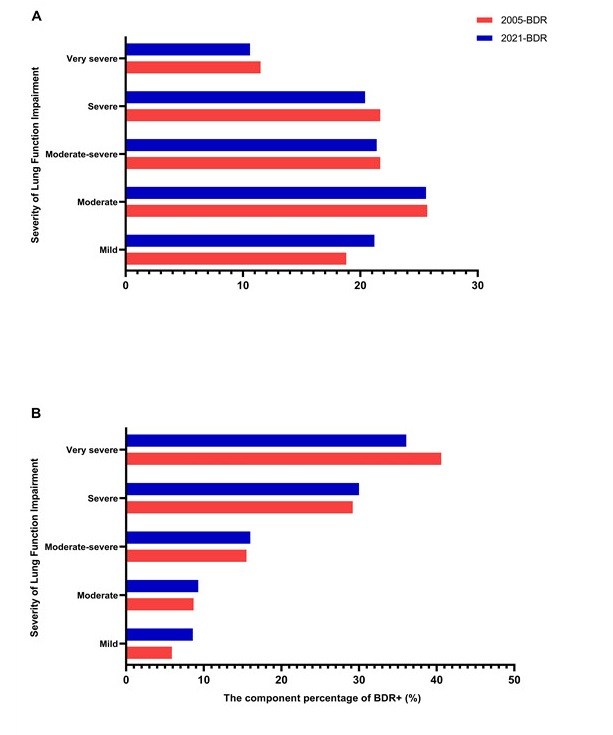 A
2005-BDR
2021-BDR
Severity of Lung Function Impairment
Very severe
Severe
Moderate-severe
Moderate
Mild
0 10 20 30
B
Severity of Lung Function Impairment
Very severe
Severe
Moderate-severe
Moderate
Mild
0 10 20 30 40 50
The component percentage of BDR+ (%)